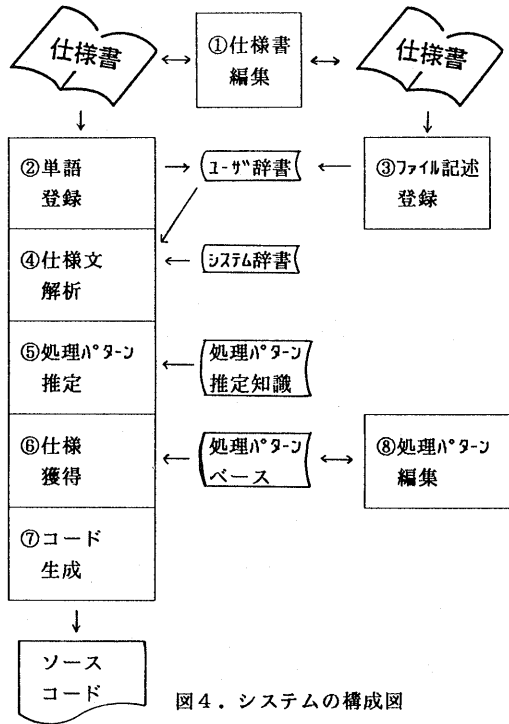 仕様書
①仕様書
編集
仕様書
②単語
登録
ﾕｰｻﾞ辞書
③ﾌｧｲﾙ記述
登録
④仕様文
解析
ｼｽﾃﾑ辞書
⑤処理ﾊﾟﾀｰﾝ
推定
処理ﾊﾟﾀｰﾝ
推定知識
⑥仕様
獲得
処理ﾊﾟﾀｰﾝ
ベース
⑧処理ﾊﾟﾀｰﾝ
編集
⑦コード
生成
ソース
コード
図４．システムの構成図